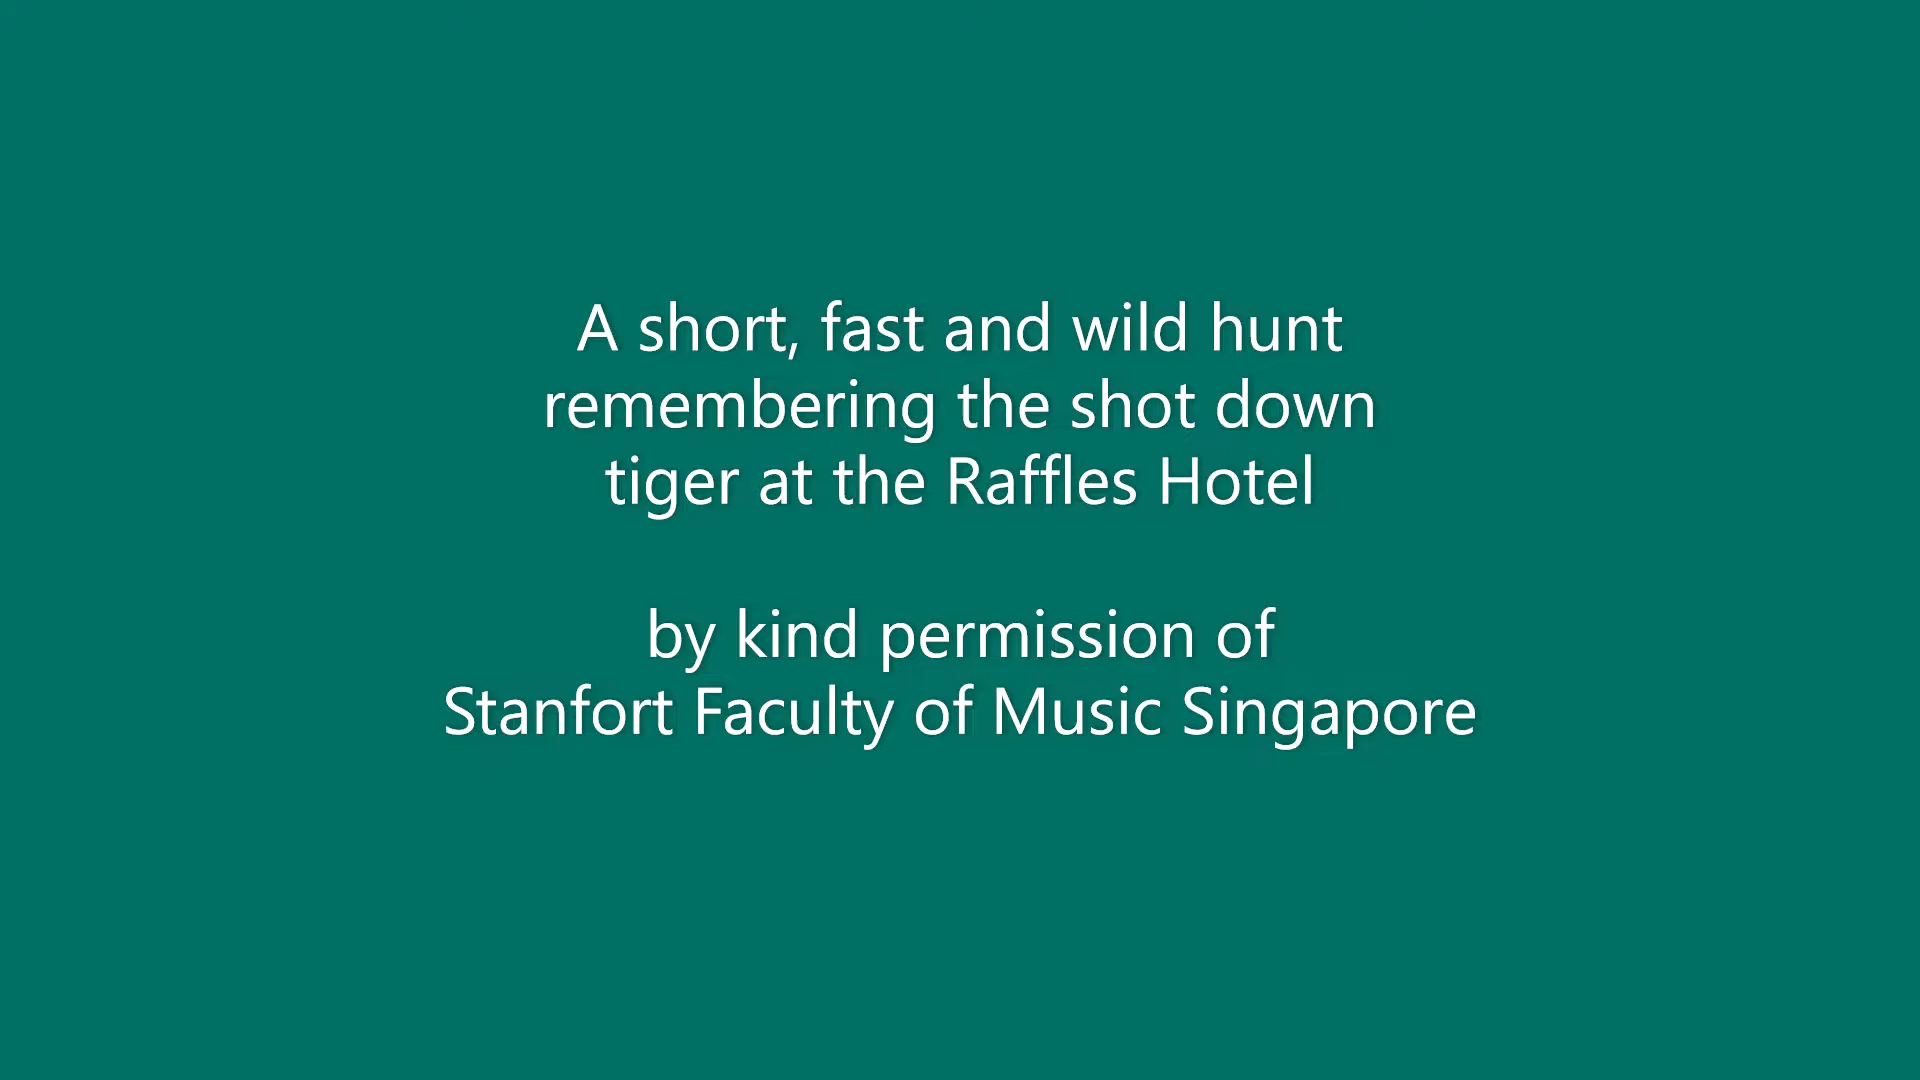 A short, fast and wild hunt
remembering the shot down
tiger at the Raffles Hotel
by kind permission of
Stanfort Faculty of Music Singapore